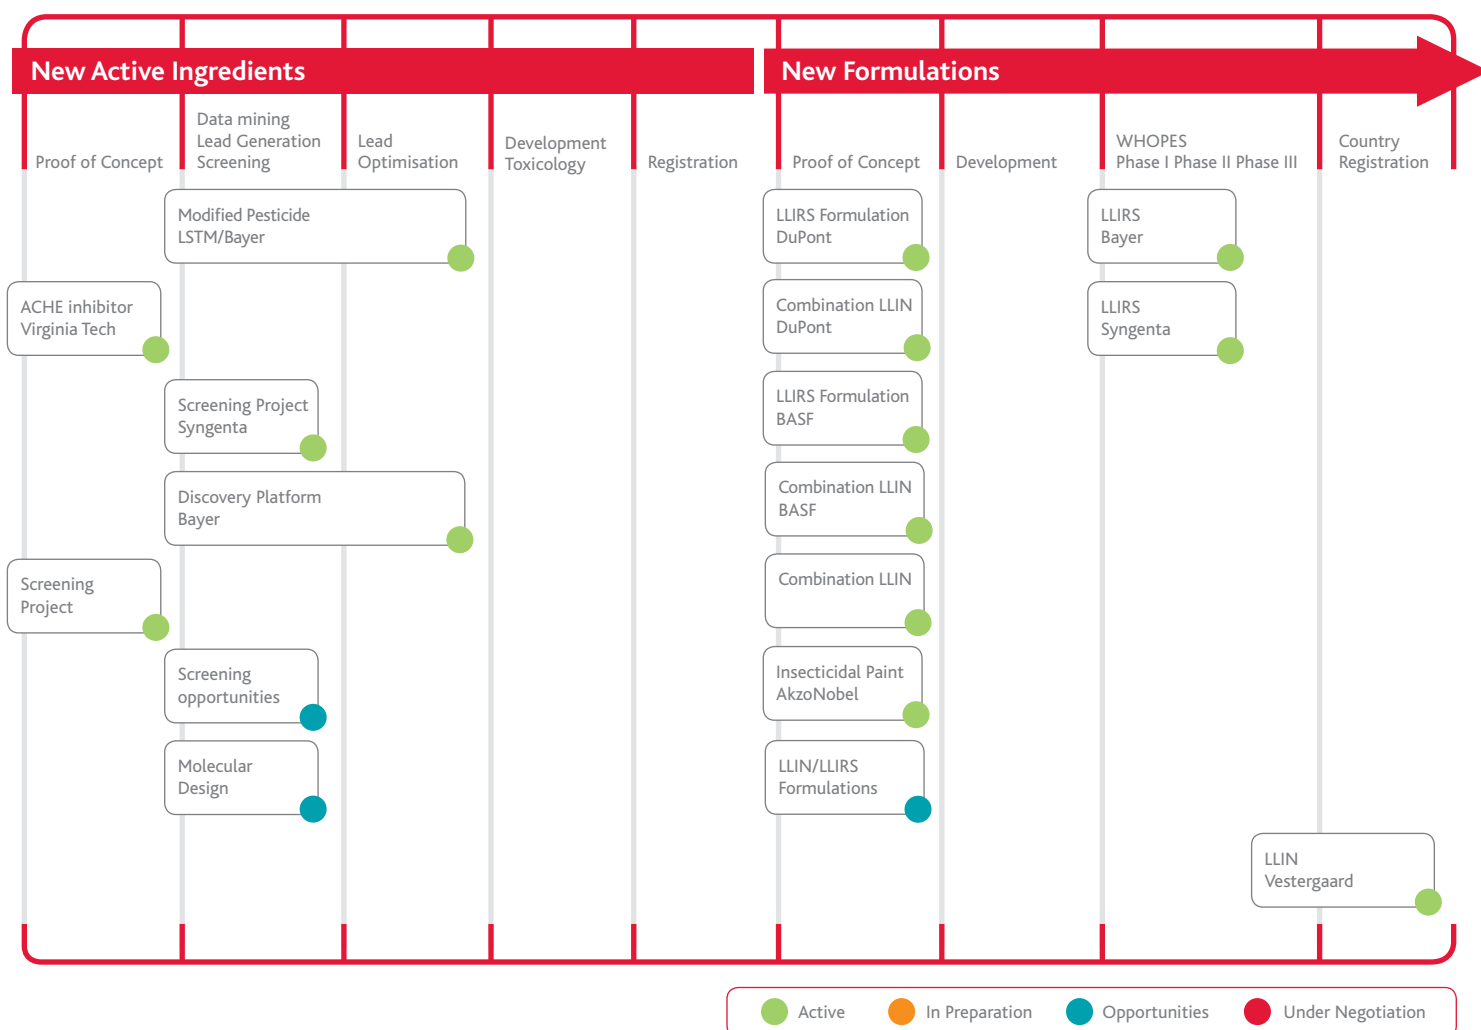 New Active Ingredients
New Formulations
Proof of Concept
Data mining
Lead Generation
Screening
Lead
Optimisation
Development
Toxicology
Registration
Proof of Concept
Development
WHOPES
Phase I Phase II Phase III
Country
Registration
Modified Pesticide
LSTM/Bayer
ACHE inhibitor
Virginia Tech
Screening Project
Syngenta
Discovery Platform
Bayer
Screening
Project
Screening
opportunities
Molecular
Design
LLIRS Formulation
DuPont
Combination LLIN
DuPont
LLIRS Formulation
BASF
Combination LLIN
BASF
Combination LLIN
Insecticidal Paint
AkzoNobel
LLIN/LLIRS
Formulations
LLIRS
Bayer
LLIRS
Syngenta
LLIN
Vestergaard
Active
In Preparation
Opportunities
Under Negotiation